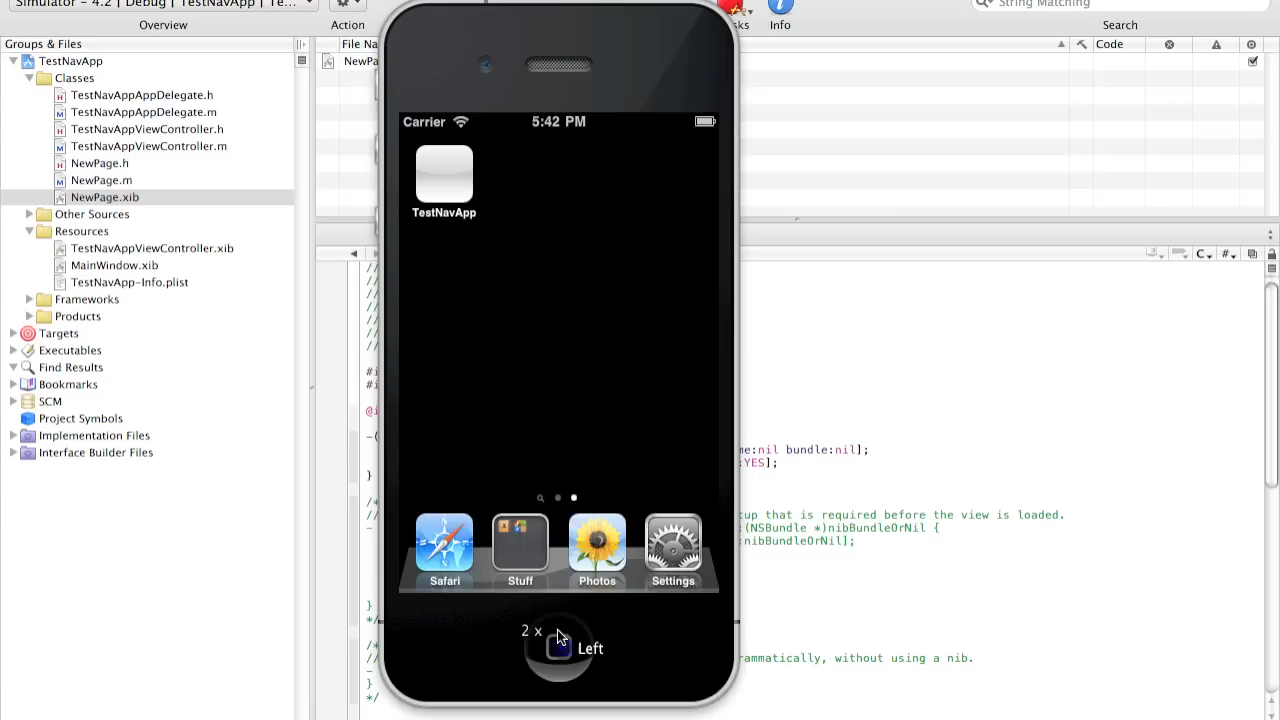 Simulator - 4.2 | Debug | TestNavApp | Te...
Overview
Action
sks
Info
String Matching
Search
Groups & Files
File Na
Code
TestNavApp
NewPa
Classes
TestNavAppAppDelegate.h
TestNavAppAppDelegate.m
TestNavAppViewController.h
TestNavAppViewController.m
NewPage.h
NewPage.m
NewPage.xib
Other Sources
Resources
TestNavAppViewController.xib
MainWindow.xib
TestNavApp-Info.plist
Frameworks
Products
Targets
Executables
Find Results
Bookmarks
SCM
Project Symbols
Implementation Files
Interface Builder Files
Carrier
5:42 PM
TestNavApp
Safari
Stuff
Photos
Settings
2 x
Left
C
#
//
//
//
//
//
//
#i
#i
@i
-(
me:nil bundle:nil];
:YES];
}
/*
// cup that is required before the view is loaded.
- (NSBundle *)nibBundleOrNil {
:nibBundleOrNil];
}
*/
/*
// rammatically, without using a nib.
-
}
*/